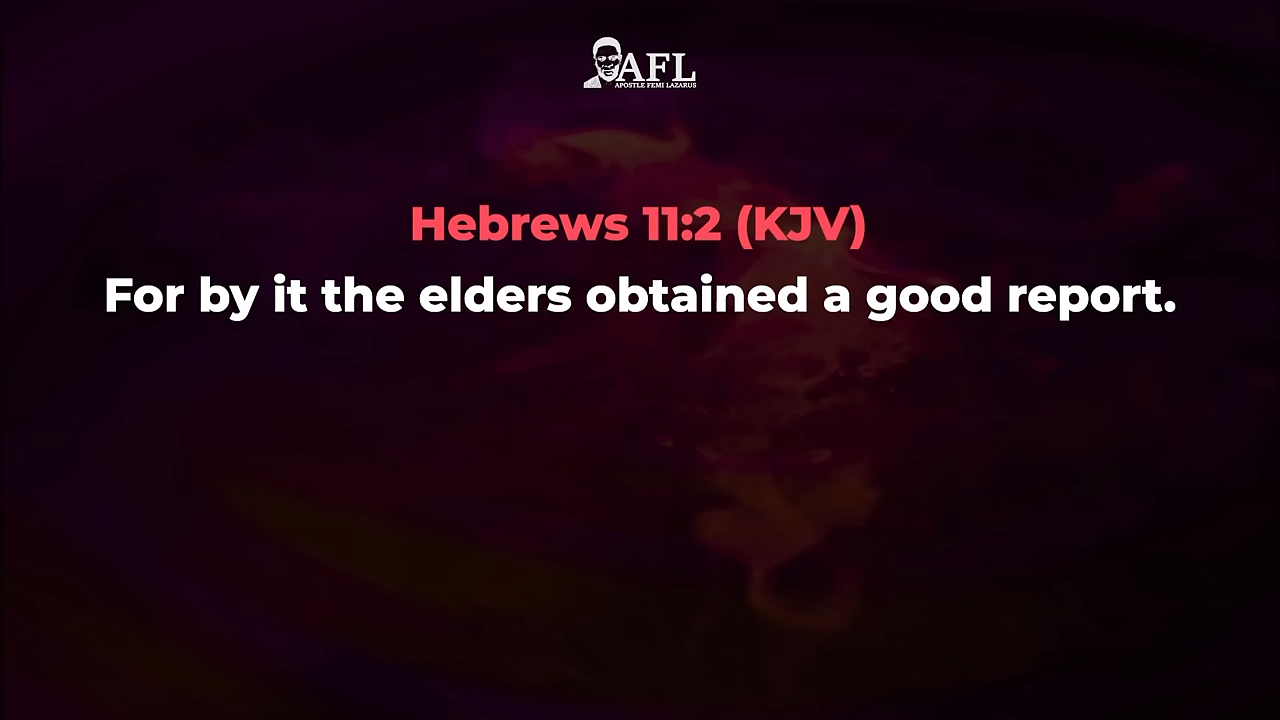 AFL
APOSTLE FEMI LAZARUS
Hebrews 11:2 (KJV)
For by it the elders obtained a good report.